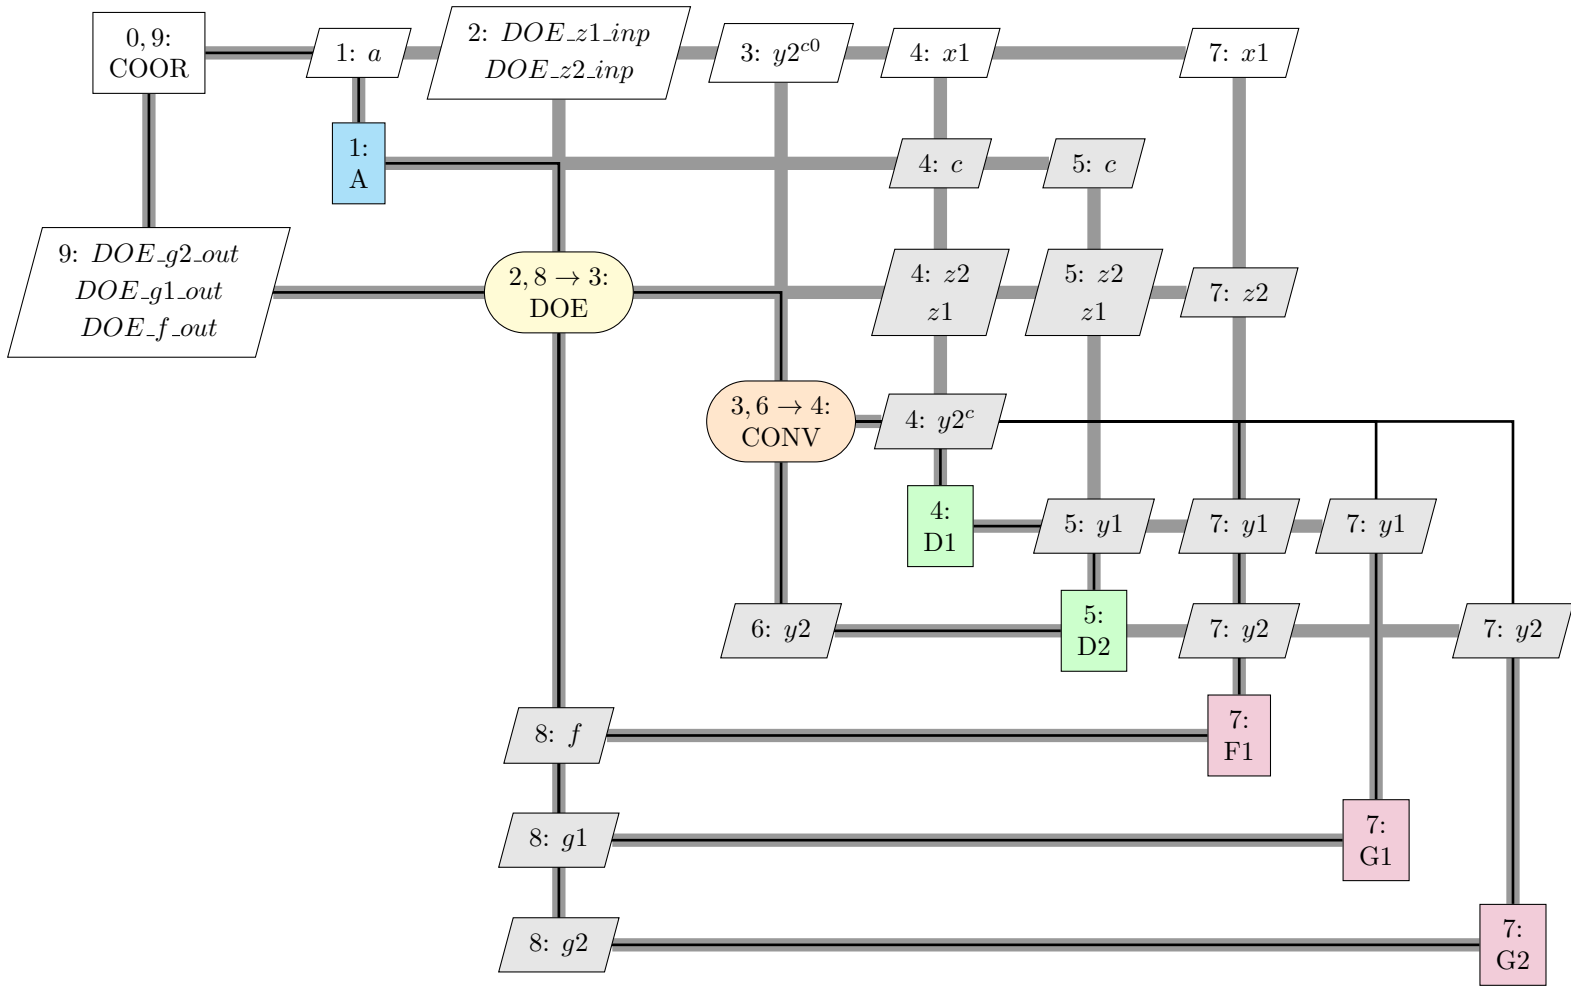 0, 9:
COOR
1: a
2: DOE_z1_inp
DOE_z2_inp
3: y2^{c0}
4: x1
7: x1
1:
A
4: c
5: c
9: DOE_g2_out
DOE_g1_out
DOE_f_out
2, 8 → 3:
DOE
4: z2
z1
5: z2
z1
7: z2
3, 6 → 4:
CONV
4: y2^c
4:
D1
5: y1
7: y1
7: y1
6: y2
5:
D2
7: y2
7: y2
8: f
7:
F1
8: g1
7:
G1
8: g2
7:
G2